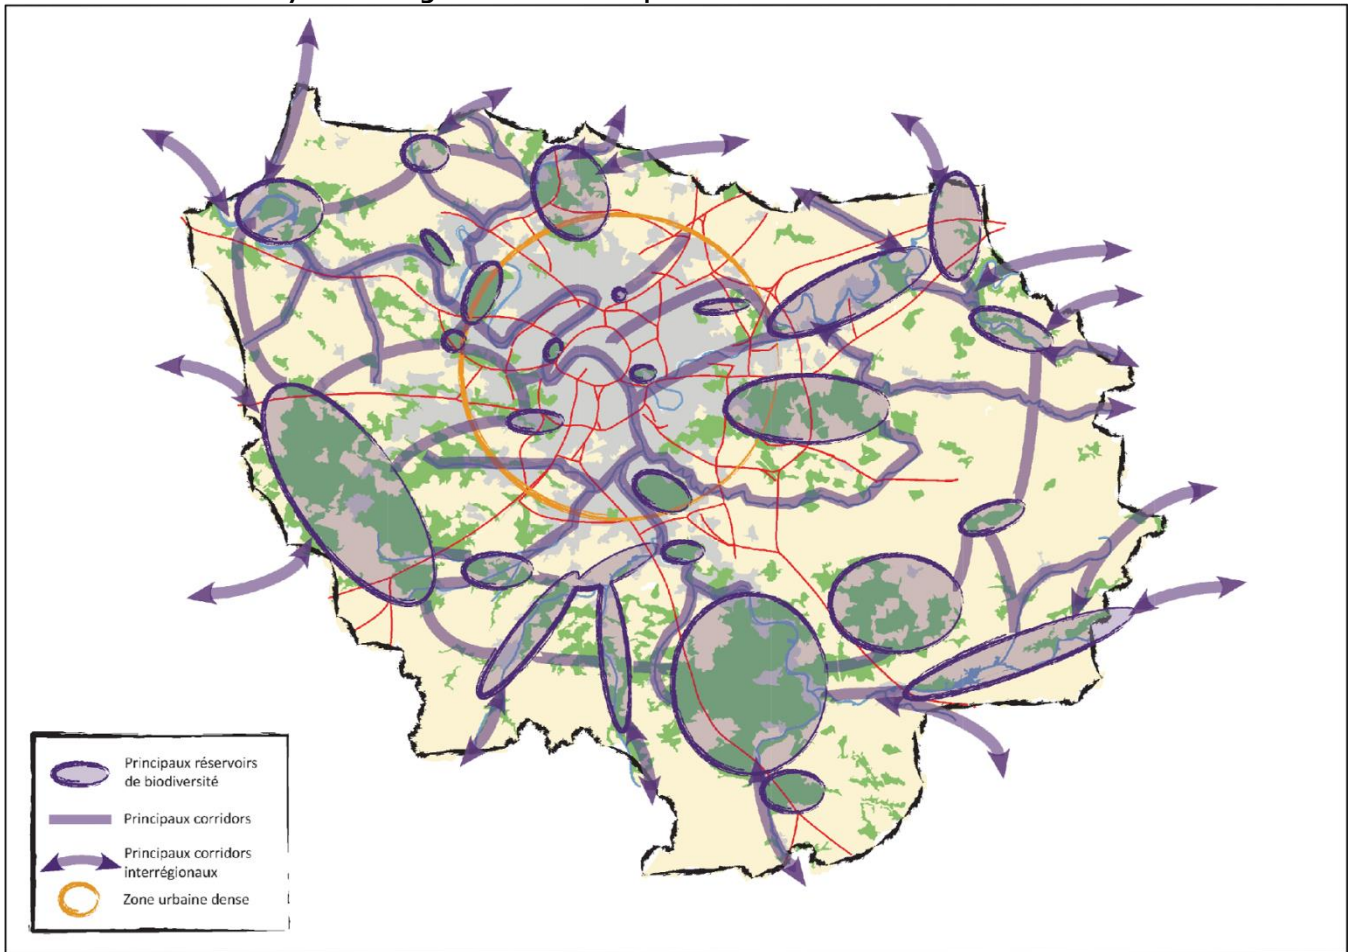 Principaux réservoirs
de biodiversité
Principaux corridors
Principaux corridors
interrégionaux
Zone urbaine dense